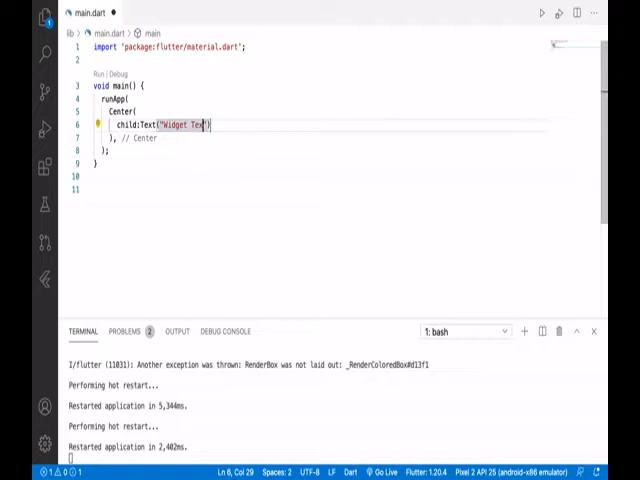 main.dart
lib > main.dart > main
1 import 'package:flutter/material.dart';
2
Run | Debug
3 void main() {
4 runApp(
5 Center(
6 child:Text("Widget Tex")
7 ), // Center
8 );
9 }
10
11
TERMINAL PROBLEMS 2 OUTPUT DEBUG CONSOLE 1: bash
I/flutter (11031): Another exception was thrown: RenderBox was not laid out: _RenderColoredBox#d13f1
Performing hot restart...
Restarted application in 5,344ms.
Performing hot restart...
Restarted application in 2,402ms.
1 0 1 Ln 6, Col 29 Spaces: 2 UTF-8 LF Dart Go Live Flutter: 1.20.4 Pixel 2 API 25 (android-x86 emulator)